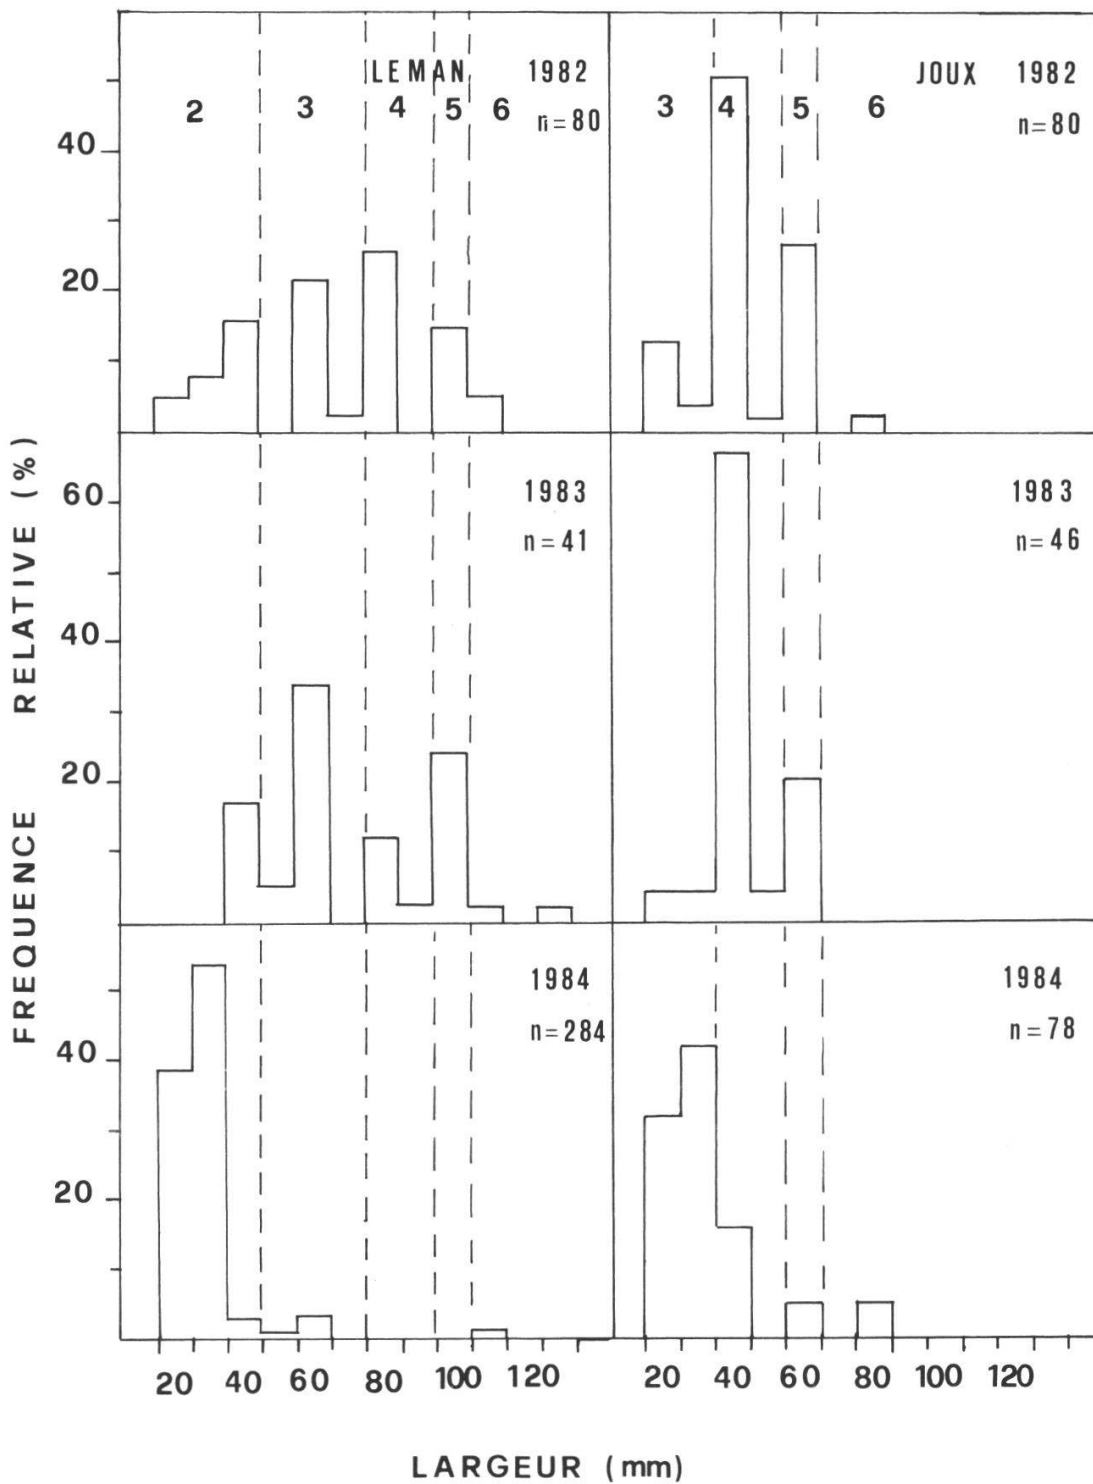 LEMAN 1982
2 3 4 5 6 n=80
JOUX 1982
3 4 5 6 n=80
40
20
1983
n=41
1983
n=46
60
40
20
1984
n=284
1984
n=78
40
20
20 40 60 80 100 120
20 40 60 80 100 120
FREQUENCE RELATIVE (%)
LARGEUR (mm)